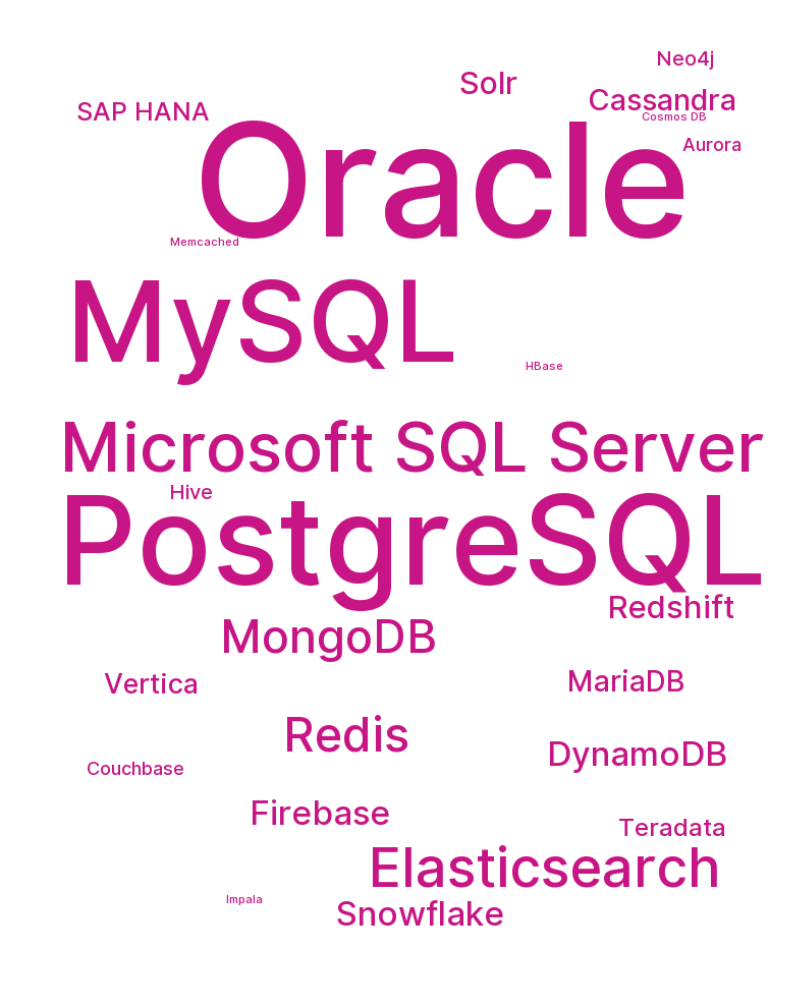 Neo4j
Solr
Cassandra
SAP HANA
Cosmos DB
Aurora
Oracle
Memcached
MySQL
HBase
Microsoft SQL Server
Hive
PostgreSQL
Redshift
MongoDB
MariaDB
Vertica
Redis
DynamoDB
Couchbase
Firebase
Teradata
Elasticsearch
Impala
Snowflake